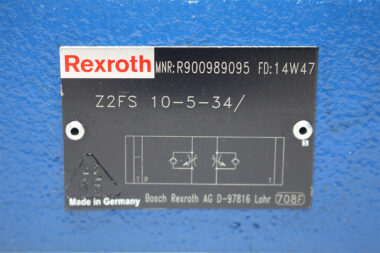 Rexroth MNR:R900989095 FD:14W47
Z2FS 10-5-34/
T P
T
Made in Germany Bosch Rexroth AG D-97816 Lohr 708F